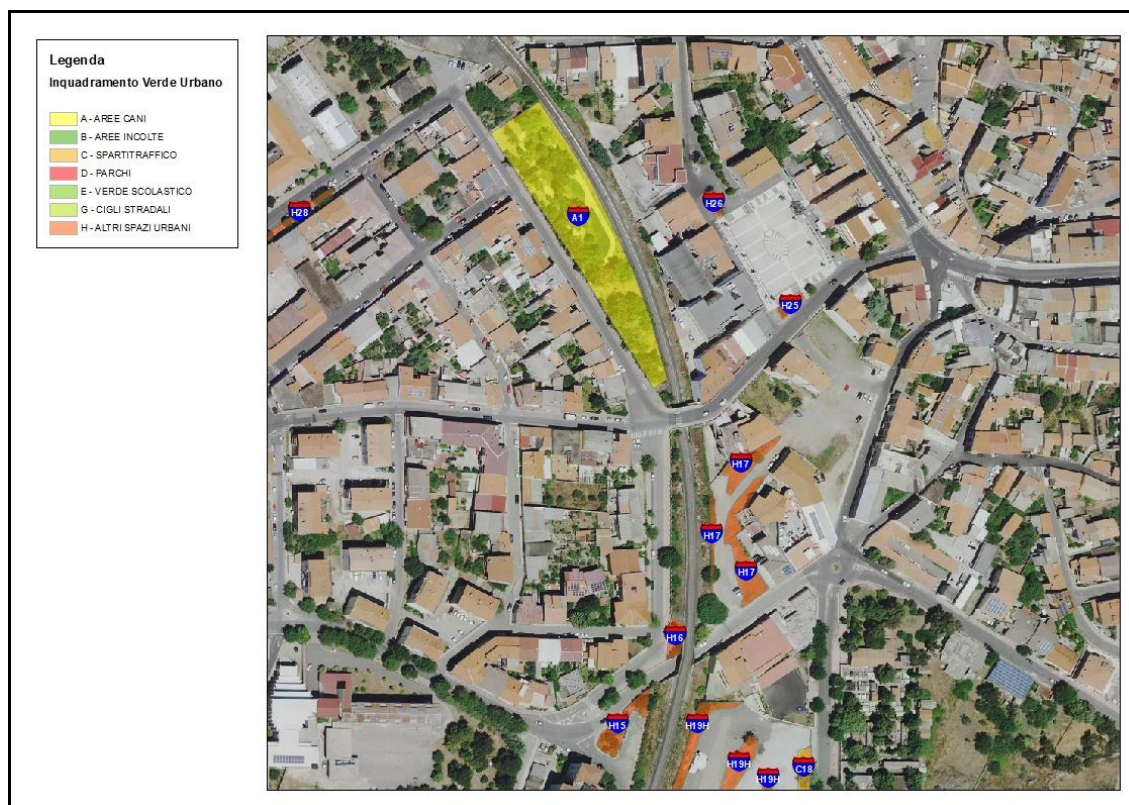 Legenda
Inquadramento Verde Urbano
A - AREE CANI
B - AREE INCOLTE
C - SPARTITRAFFICO
D - PARCHI
E - VERDE SCOLASTICO
G - CIGLI STRADALI
H - ALTRI SPAZI URBANI
H28
A1
H26
H25
H17
H17
H17
H16
H15
H19H
H19H
H19H
C18